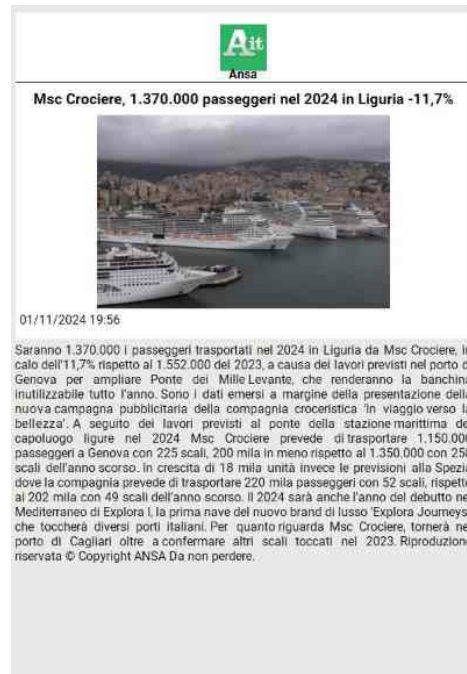 Ait
Ansa
Msc Crociere, 1.370.000 passeggeri nel 2024 in Liguria -11,7%
01/11/2024 19:56
Saranno 1.370.000 i passeggeri trasportati nel 2024 in Liguria da Msc Crociere, in
calo dell'11,7% rispetto ai 1.552.000 del 2023, a causa dei lavori previsti nel porto d
Genova per ampliare Ponte dei Mille Levante, che renderanno la banchina
inutilizzabile tutto l'anno. Sono i dati emersi a margine della presentazione della
nuova campagna pubblicitaria della compagnia croceristica 'In viaggio verso la
bellezza'. A seguito dei lavori previsti al ponte della stazione marittima del
capoluogo ligure nel 2024 Msc Crociere prevede di trasportare 1.150.000
passeggeri a Genova con 225 scali, 200 mila in meno rispetto al 1.350.000 con 250
scali dell'anno scorso. In crescita di 18 mila unità invece le previsioni alla Spezia
dove la compagnia prevede di trasportare 220 mila passeggeri con 52 scali, rispetto
ai 202 mila con 49 scali dell'anno scorso. Il 2024 sarà anche l'anno del debutto nel
Mediterraneo di Explora I, la prima nave del nuovo brand di lusso 'Explora Journeys'
che toccherà diversi porti italiani. Per quanto riguarda Msc Crociere, tornerà nel
porto di Cagliari oltre a confermare altri scali toccati nel 2023. Riproduzione
riservata © Copyright ANSA Da non perdere.